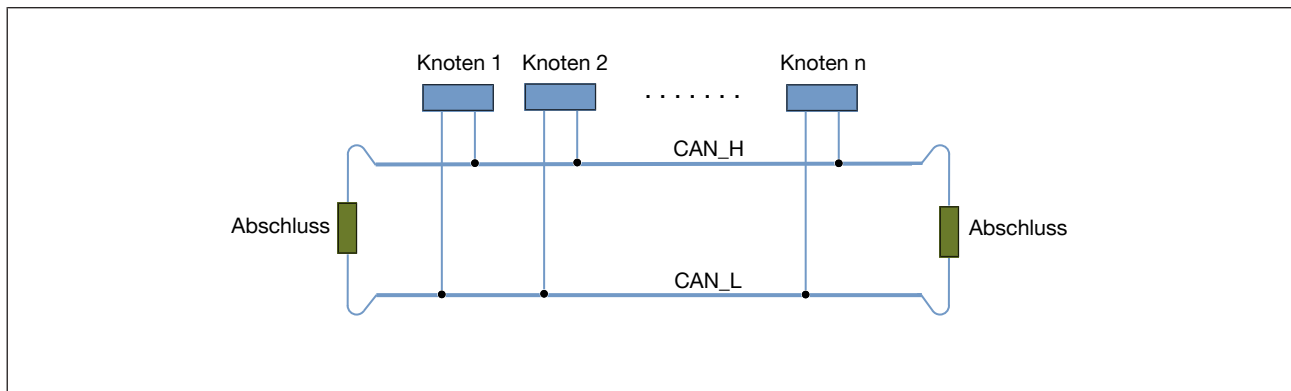 Knoten 1
Knoten 2
. . . . . . .
Knoten n
CAN_H
Abschluss
Abschluss
CAN_L